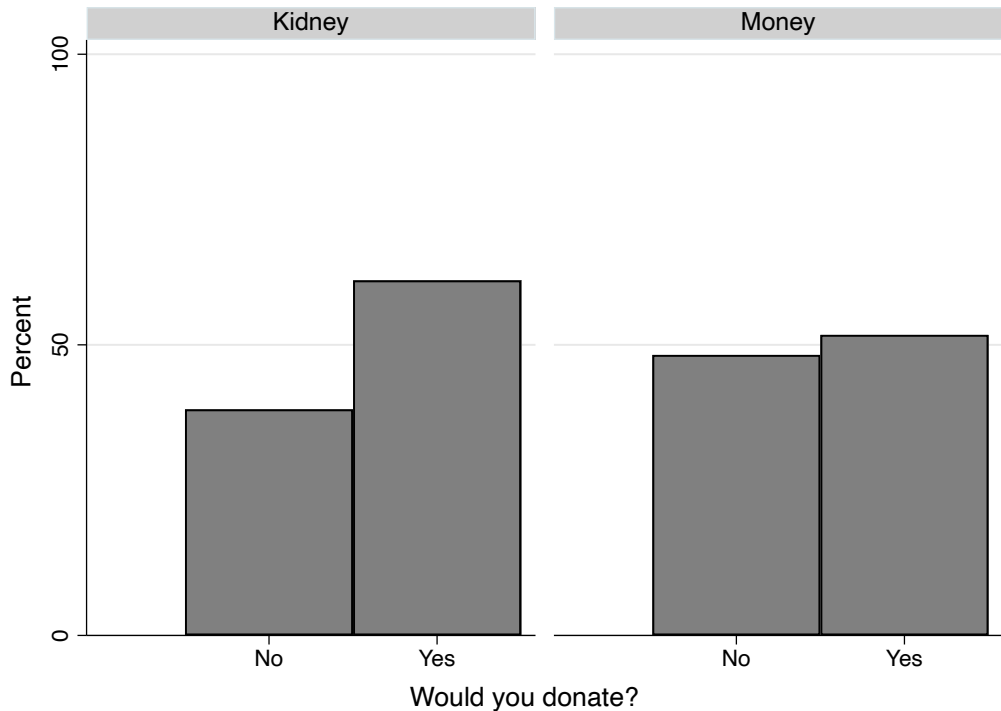 Kidney
Money
Percent
100
50
0
No
Yes
No
Yes
Would you donate?